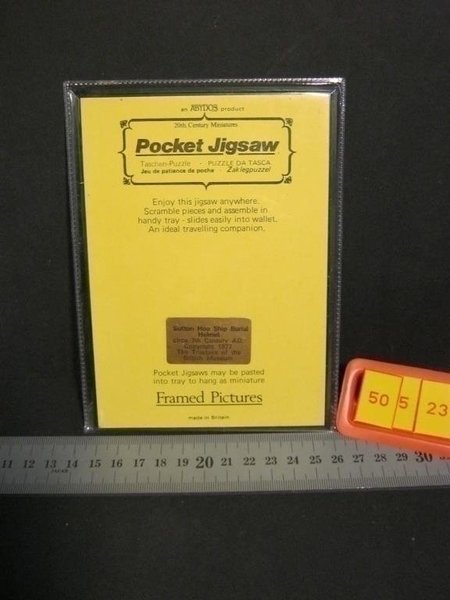 an ABYDOS product
20th Century Miniatures
Pocket Jigsaw
Taschen-Puzzle - PUZZLE DA TASCA
Jeu de patience de poche - Zaklegpuzzel
Enjoy this jigsaw anywhere.
Scramble pieces and assemble in
handy tray - slides easily into wallet.
An ideal travelling companion.
Sutton Hoo Ship Burial
Helmet
circa 7th Century A.D.
Copyright 1977
The Trustees of the
British Museum
Pocket Jigsaws may be pasted
into tray to hang as miniature
Framed Pictures
made in Britain
50 5 23
11 12 13 14 15 16 17 18 19 20 21 22 23 24 25 26 27 28 29 30
JAPAN